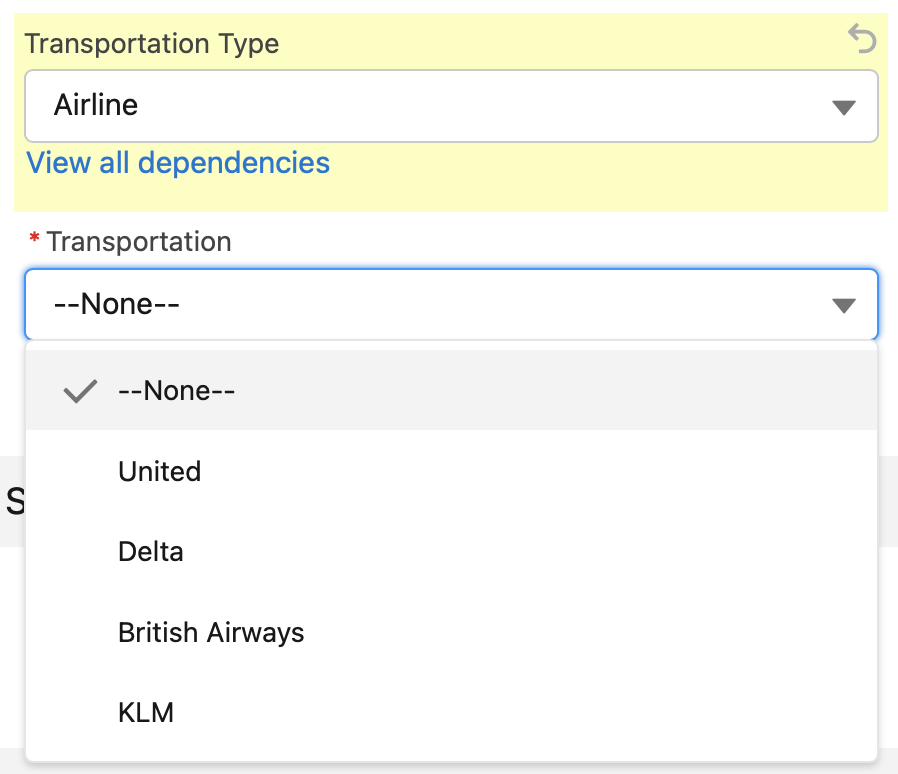 Transportation Type
Airline
View all dependencies
* Transportation
--None--
--None--
United
Delta
British Airways
KLM